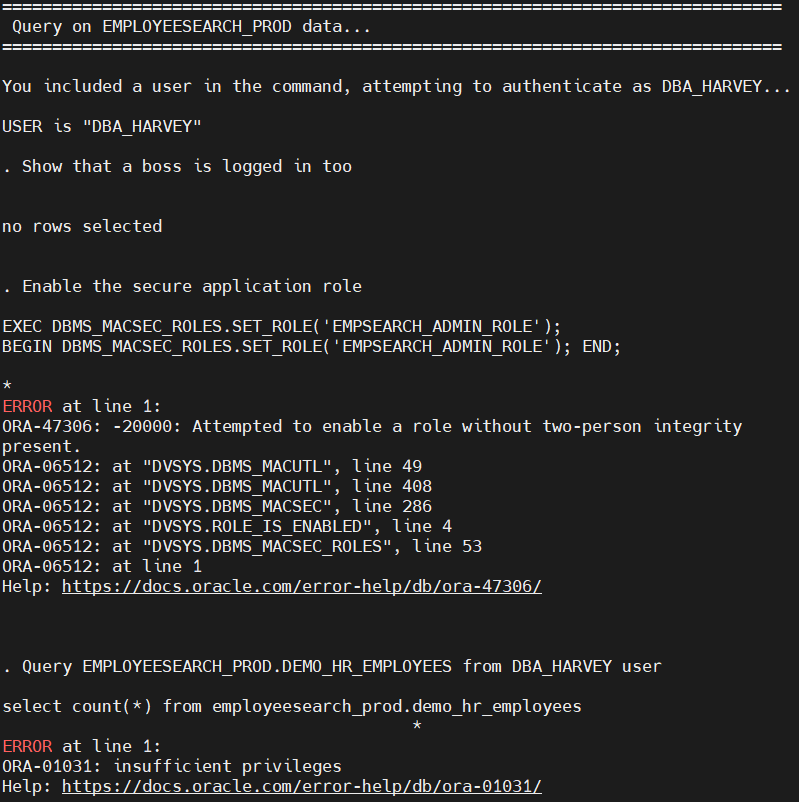 ==============================================================================
Query on EMPLOYEESEARCH_PROD data...
==============================================================================
You included a user in the command, attempting to authenticate as DBA_HARVEY...
USER is "DBA_HARVEY"
. Show that a boss is logged in too
no rows selected
. Enable the secure application role
EXEC DBMS_MACSEC_ROLES.SET_ROLE('EMPSEARCH_ADMIN_ROLE');
BEGIN DBMS_MACSEC_ROLES.SET_ROLE('EMPSEARCH_ADMIN_ROLE'); END;
*
ERROR at line 1:
ORA-47306: -20000: Attempted to enable a role without two-person integrity
present.
ORA-06512: at "DVSYS.DBMS_MACUTL", line 49
ORA-06512: at "DVSYS.DBMS_MACUTL", line 408
ORA-06512: at "DVSYS.DBMS_MACSEC", line 286
ORA-06512: at "DVSYS.ROLE_IS_ENABLED", line 4
ORA-06512: at "DVSYS.DBMS_MACSEC_ROLES", line 53
ORA-06512: at line 1
Help: https://docs.oracle.com/error-help/db/ora-47306/
. Query EMPLOYEESEARCH_PROD.DEMO_HR_EMPLOYEES from DBA_HARVEY user
select count(*) from employeesearch_prod.demo_hr_employees
*
ERROR at line 1:
ORA-01031: insufficient privileges
Help: https://docs.oracle.com/error-help/db/ora-01031/